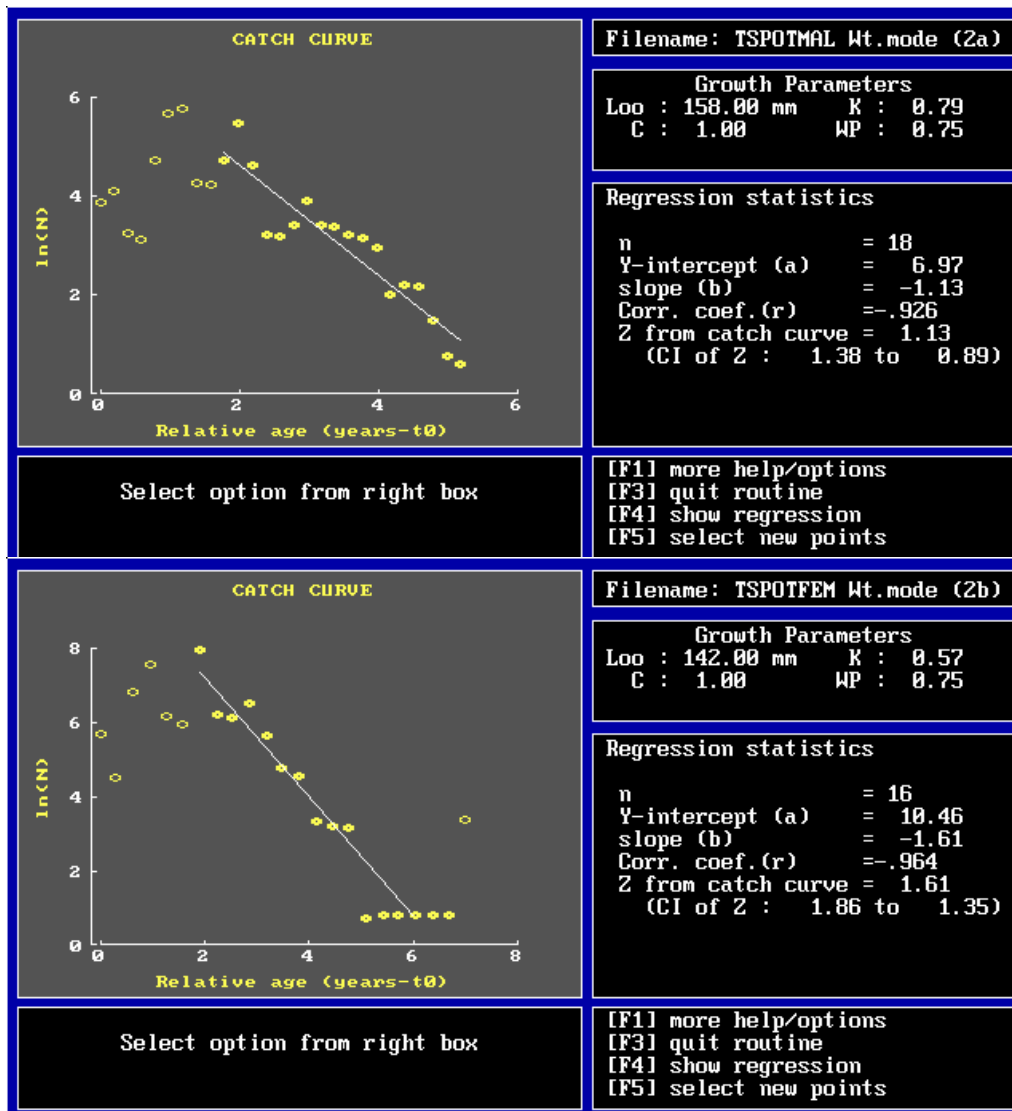 CATCH CURVE
ln(N)
6
4
2
0
0 2 4 6
Relative age (years-t0)
Filename: TSPOTMAL Wt.mode (2a)
Growth Parameters
Loo : 158.00 mm K : 0.79
C : 1.00 WP : 0.75
Regression statistics
n = 18
Y-intercept (a) = 6.97
slope (b) = -1.13
Corr. coef.(r) =-.926
Z from catch curve = 1.13
(CI of Z : 1.38 to 0.89)
Select option from right box
[F1] more help/options
[F3] quit routine
[F4] show regression
[F5] select new points
CATCH CURVE
ln(N)
8
6
4
2
0
0 2 4 6 8
Relative age (years-t0)
Filename: TSPOTFEM Wt.mode (2b)
Growth Parameters
Loo : 142.00 mm K : 0.57
C : 1.00 WP : 0.75
Regression statistics
n = 16
Y-intercept (a) = 10.46
slope (b) = -1.61
Corr. coef.(r) =-.964
Z from catch curve = 1.61
(CI of Z : 1.86 to 1.35)
Select option from right box
[F1] more help/options
[F3] quit routine
[F4] show regression
[F5] select new points